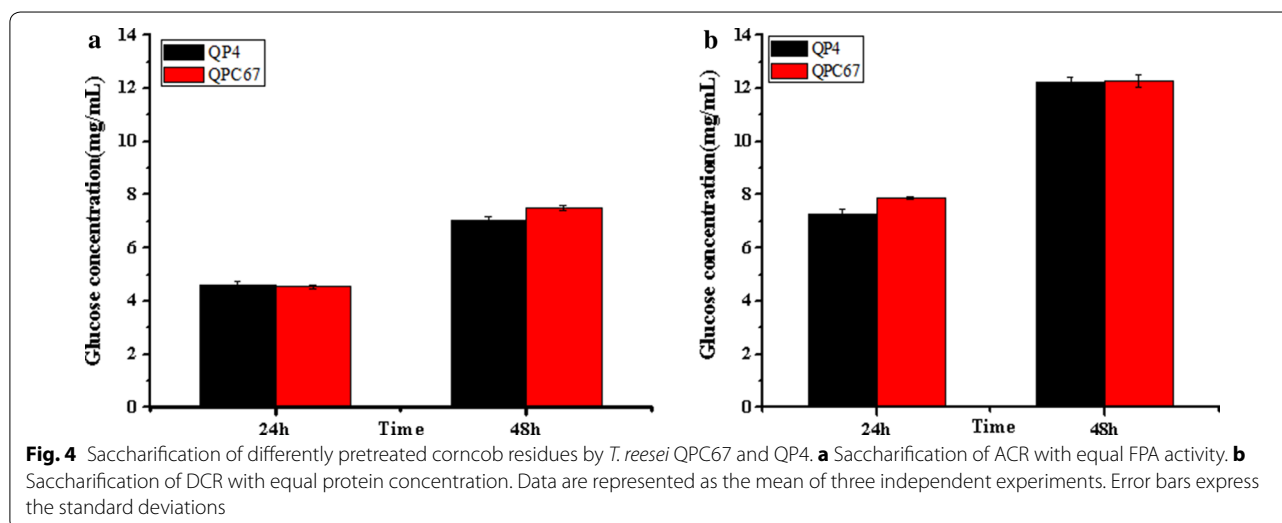 a
14
12
10
8
6
4
2
0
Glucose concentration(mg/mL)
QP4
QPC67
24h
Time
48h
b
14
12
10
8
6
4
2
0
Glucose concentration(mg/mL)
QP4
QPC67
24h
Time
48h
Fig. 4 Saccharification of differently pretreated corncob residues by T. reesei QPC67 and QP4. a Saccharification of ACR with equal FPA activity. b
Saccharification of DCR with equal protein concentration. Data are represented as the mean of three independent experiments. Error bars express
the standard deviations